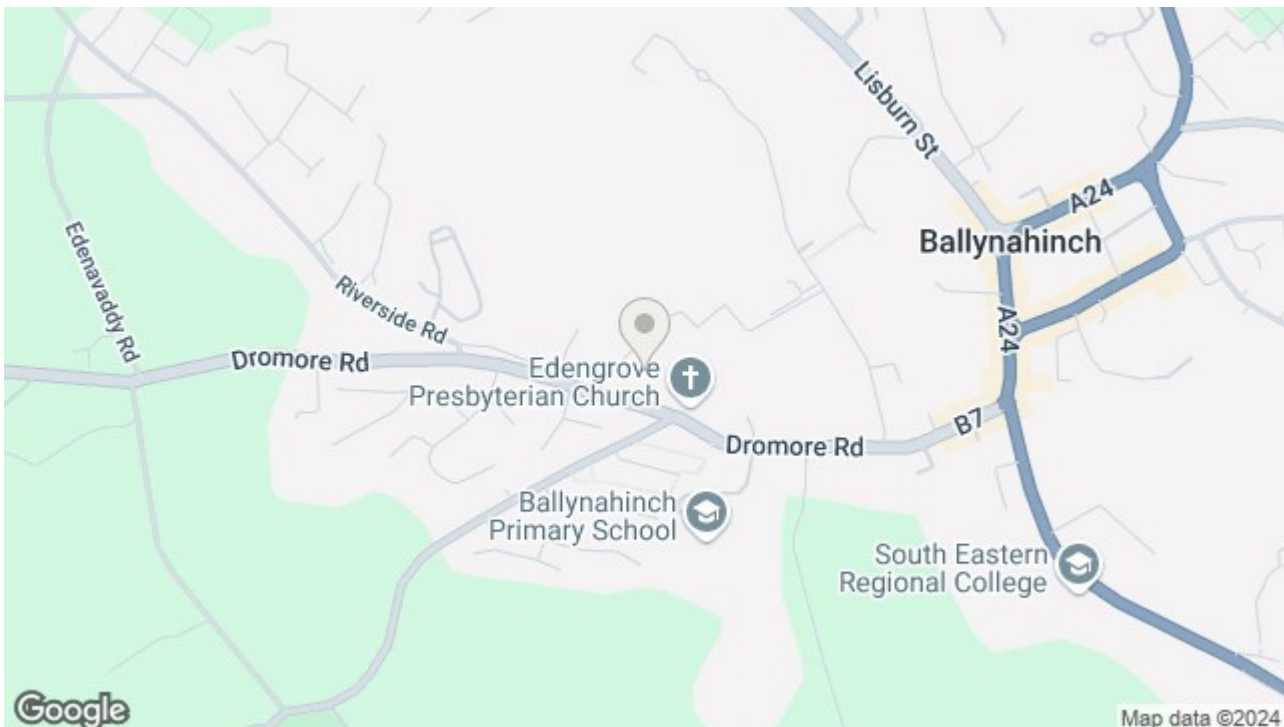 Lisburn St
A24
Ballynahinch
Edenavaddy Rd
Riverside Rd
A24
Dromore Rd
Edengrove
Presbyterian Church
B7
Dromore Rd
Ballynahinch
Primary School
South Eastern
Regional College
Google
Map data ©2024